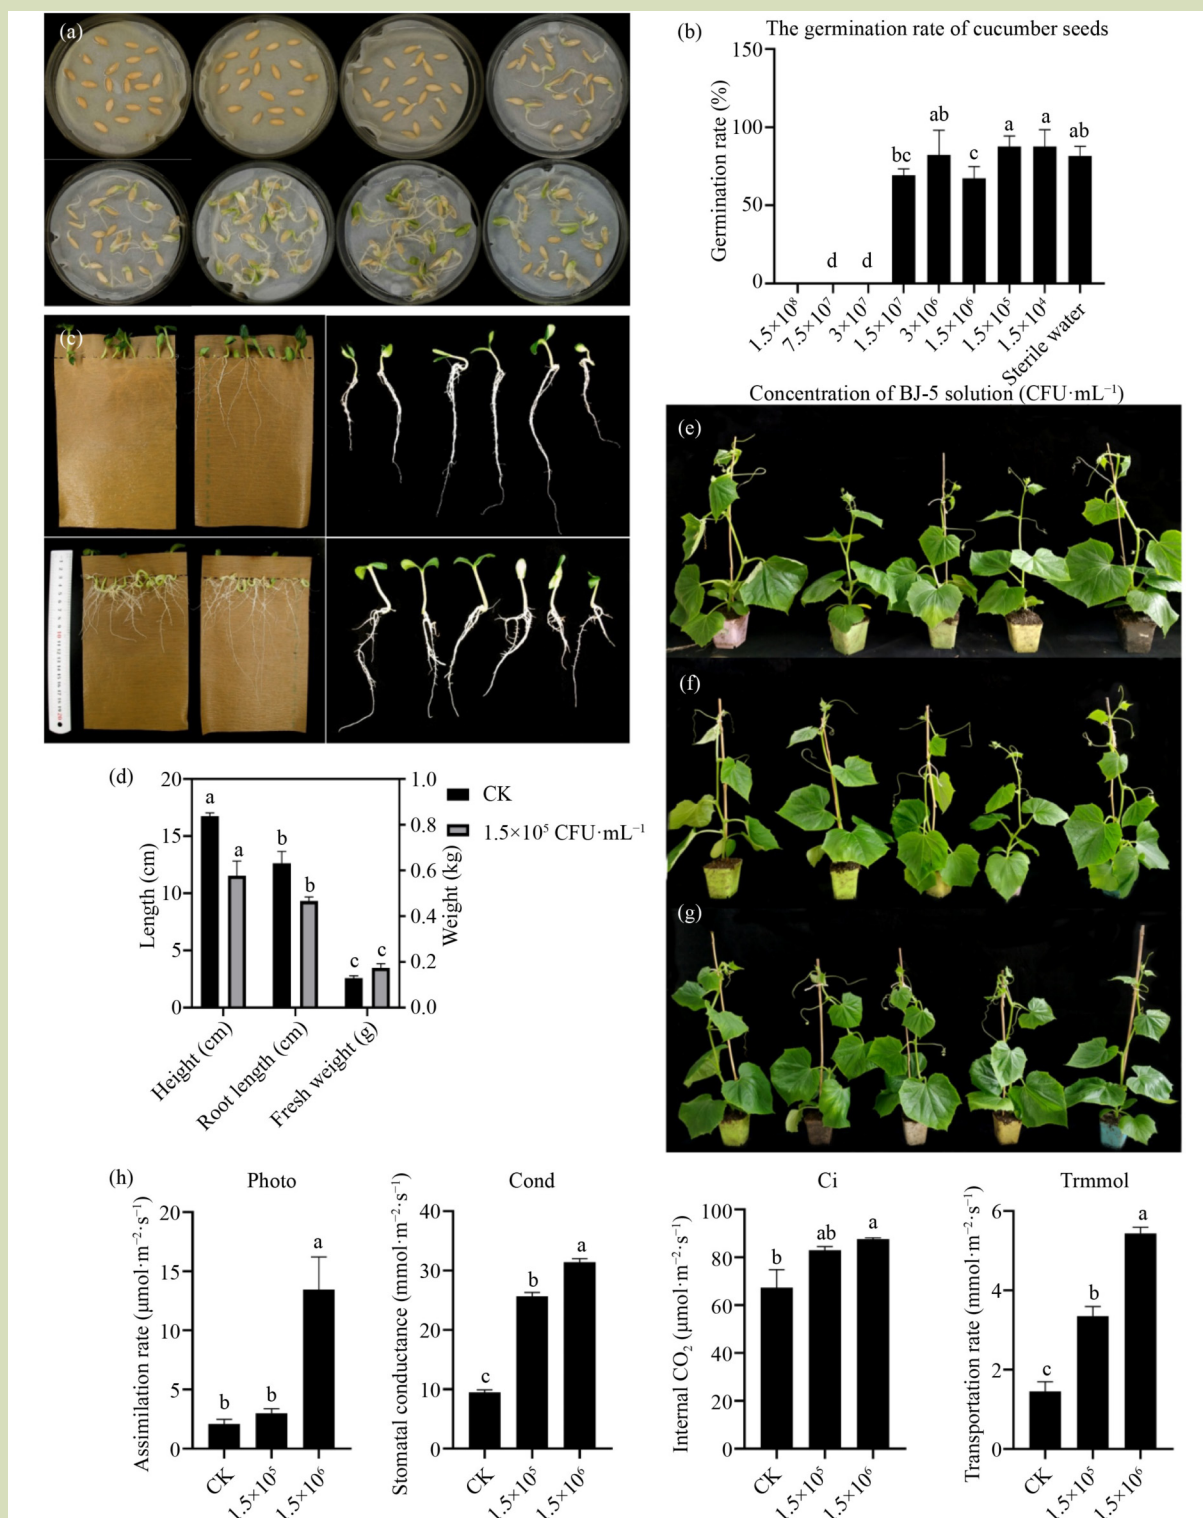 (a)
(b) The germination rate of cucumber seeds
150
100
50
0
Germination rate (%)
d d bc ab c a a ab
1.5×10⁸ 7.5×10⁷ 3×10⁷ 1.5×10⁷ 3×10⁶ 1.5×10⁶ 1.5×10⁵ 1.5×10⁴ Sterile water
Concentration of BJ-5 solution (CFU·mL⁻¹)
(c)
(d)
20
15
10
5
0
Length (cm)
a a b b c c
1.0
0.8
0.6
0.4
0.2
0.0
Weight (kg)
CK
1.5×10⁵ CFU·mL⁻¹
Height (cm) Root length (cm) Fresh weight (g)
(e)
(f)
(g)
(h)
Photo
20
15
10
5
0
Assimilation rate (μmol·m⁻²·s⁻¹)
b b a
CK 1.5×10⁵ 1.5×10⁶
Cond
40
30
20
10
0
Stomatal conductance (mmol·m⁻²·s⁻¹)
c b a
CK 1.5×10⁵ 1.5×10⁶
Ci
100
80
60
40
20
0
Internal CO₂ (μmol·m⁻²·s⁻¹)
b ab a
CK 1.5×10⁵ 1.5×10⁶
Trmmol
6
4
2
0
Transportation rate (mmol·m⁻²·s⁻¹)
c b a
CK 1.5×10⁵ 1.5×10⁶